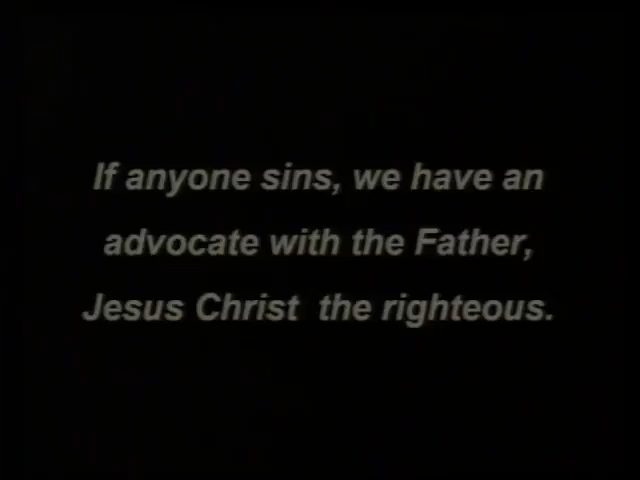 If anyone sins, we have an
advocate with the Father,
Jesus Christ the righteous.